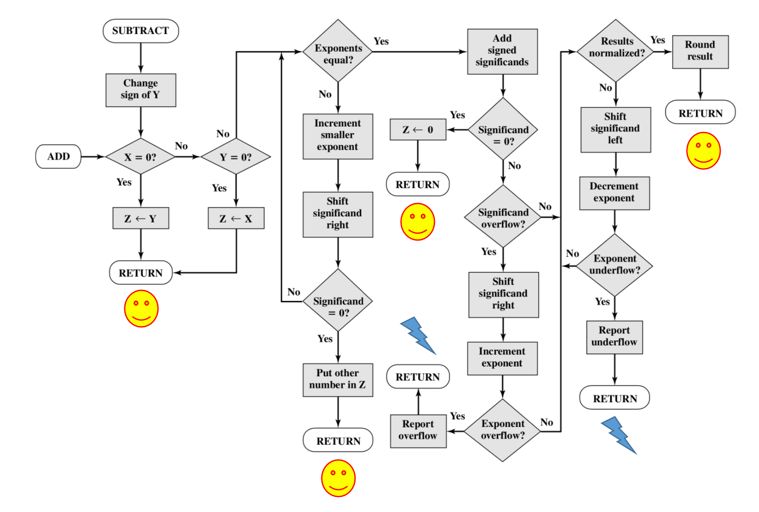 SUBTRACT
Change
sign of Y
ADD
X = 0?
No
Y = 0?
No
Yes
Yes
Z ← Y
Z ← X
RETURN
Exponents
equal?
Yes
No
Increment
smaller
exponent
Shift
significand
right
No
Significand
= 0?
Yes
Put other
number in Z
RETURN
Add
signed
significands
Yes
Z ← 0
Significand
= 0?
RETURN
No
Significand
overflow?
No
Yes
Shift
significand
right
Increment
exponent
RETURN
Report
overflow
Yes
Exponent
overflow?
No
Results
normalized?
Yes
Round
result
RETURN
No
Shift
significand
left
Decrement
exponent
No
Exponent
underflow?
Yes
Report
underflow
RETURN